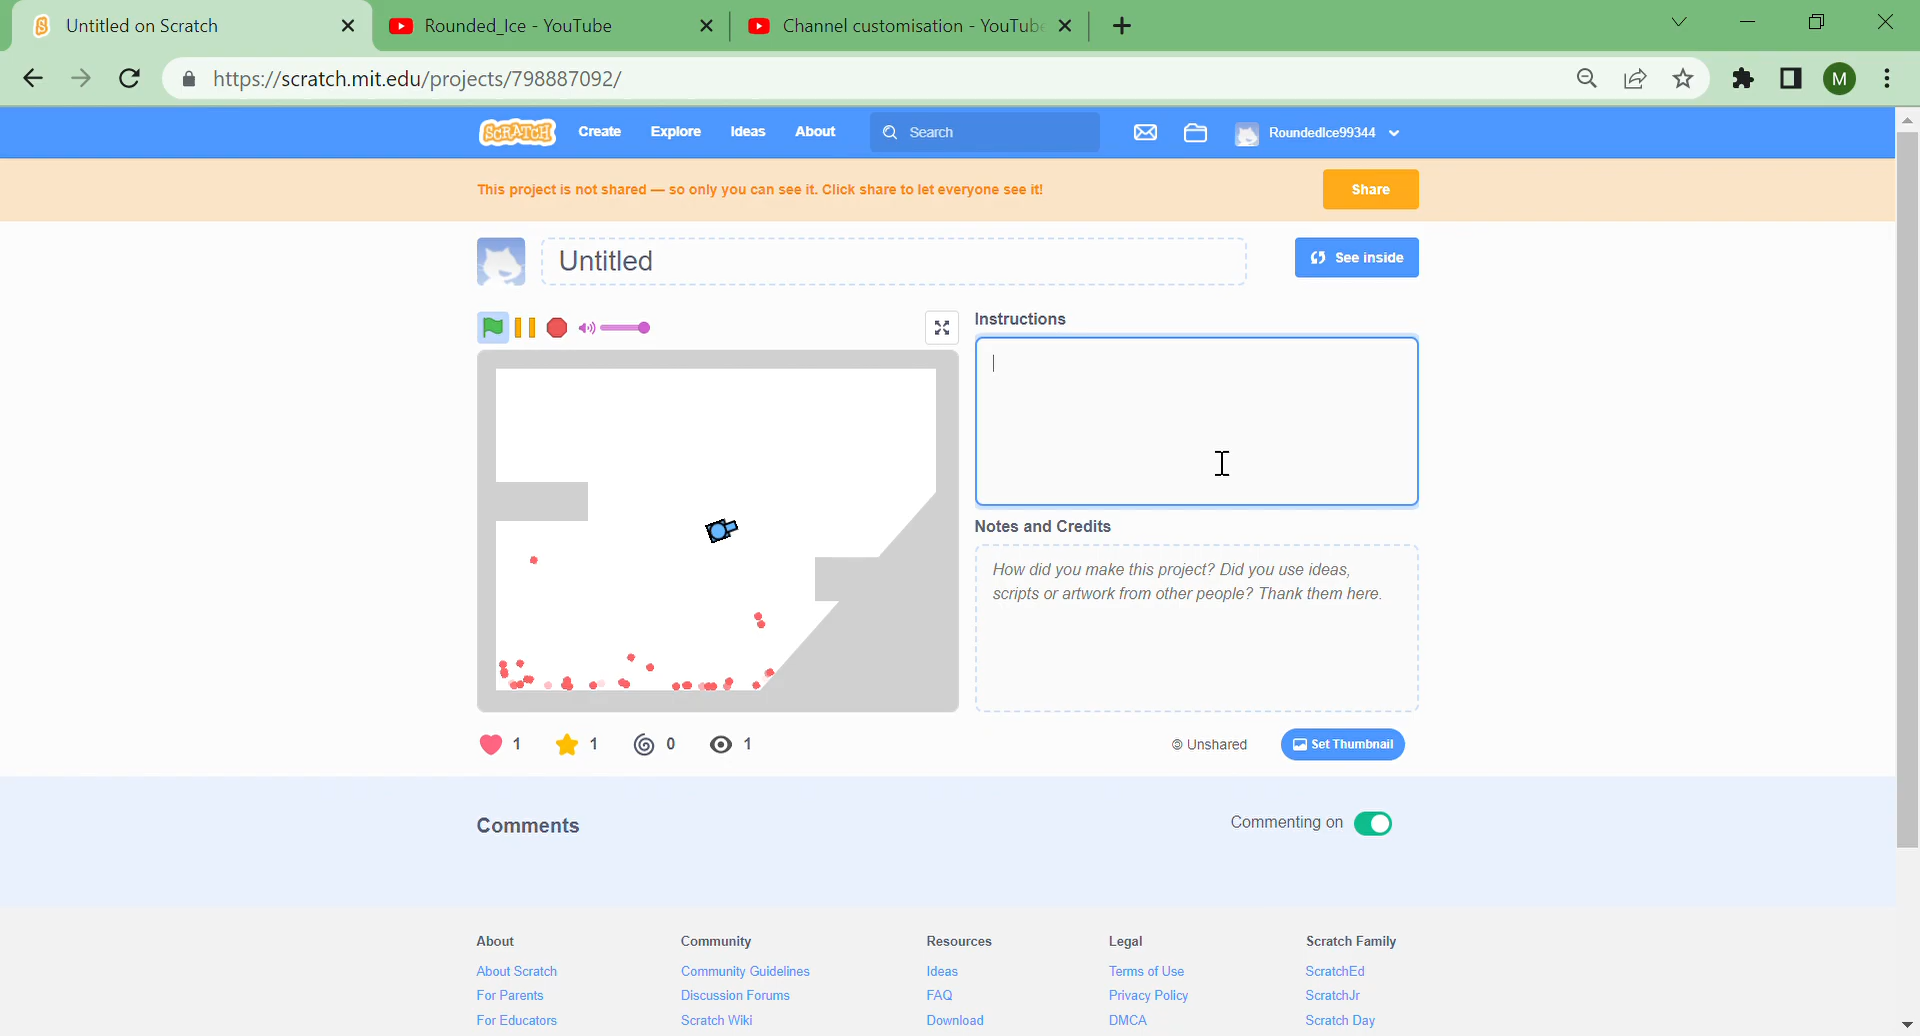 Untitled on Scratch
Rounded_Ice - YouTube
Channel customisation - YouTube
https://scratch.mit.edu/projects/798887092/
M
SCRATCH
Create
Explore
Ideas
About
Search
RoundedIce99344
This project is not shared — so only you can see it. Click share to let everyone see it!
Share
Untitled
See inside
Instructions
Notes and Credits
How did you make this project? Did you use ideas,
scripts or artwork from other people? Thank them here.
1
1
0
1
Unshared
Set Thumbnail
Comments
Commenting on
About
Community
Resources
Legal
Scratch Family
About Scratch
Community Guidelines
Ideas
Terms of Use
ScratchEd
For Parents
Discussion Forums
FAQ
Privacy Policy
ScratchJr
For Educators
Scratch Wiki
Download
DMCA
Scratch Day